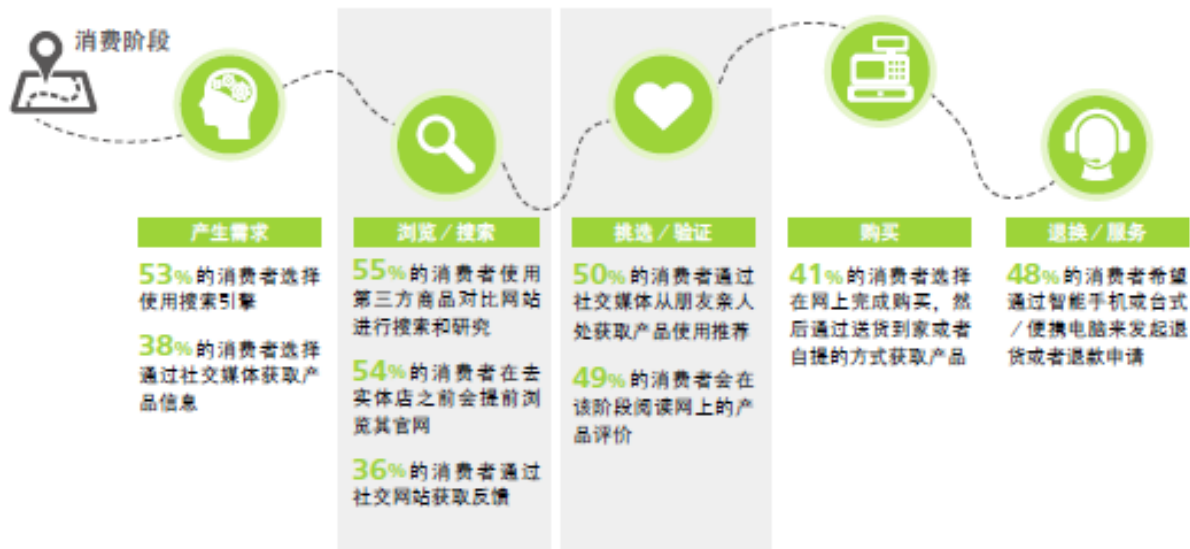 消费阶段
产生需求
53%的消费者选择
使用搜索引擎
38%的消费者选择
通过社交媒体获取产
品信息
浏览/搜索
55%的消费者使用
第三方商品对比网站
进行搜索和研究
54%的消费者在去
实体店之前会提前浏
览其官网
36%的消费者通过
社交网站获取反馈
挑选/验证
50%的消费者通过
社交媒体从朋友亲人
处获取产品使用推荐
49%的消费者会在
该阶段阅读网上的产
品评价
购买
41%的消费者选择
在网上完成购买，然
后通过送货到家或者
自提的方式获取产品
退换/服务
48%的消费者希望
通过智能手机或台式
/便携电脑来发起退
货或者退款申请